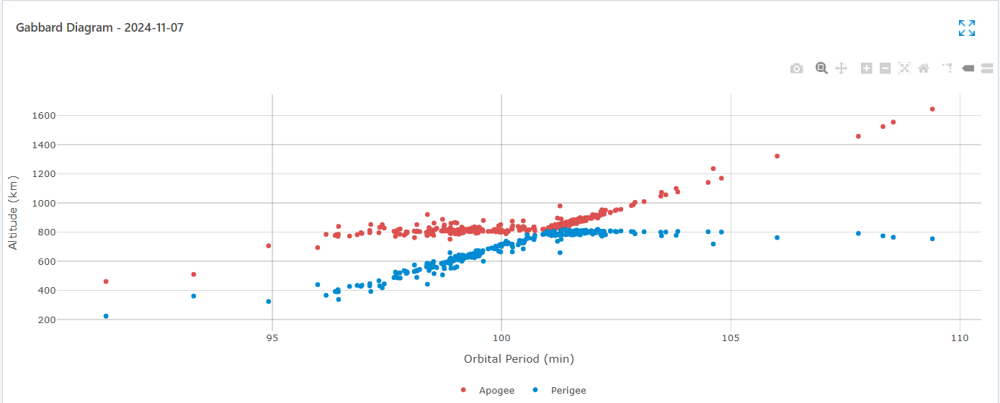 Gabbard Diagram - 2024-11-07
1600
1400
1200
1000
800
600
400
200
Altitude (km)
95 100 105 110
Orbital Period (min)
Apogee Perigee